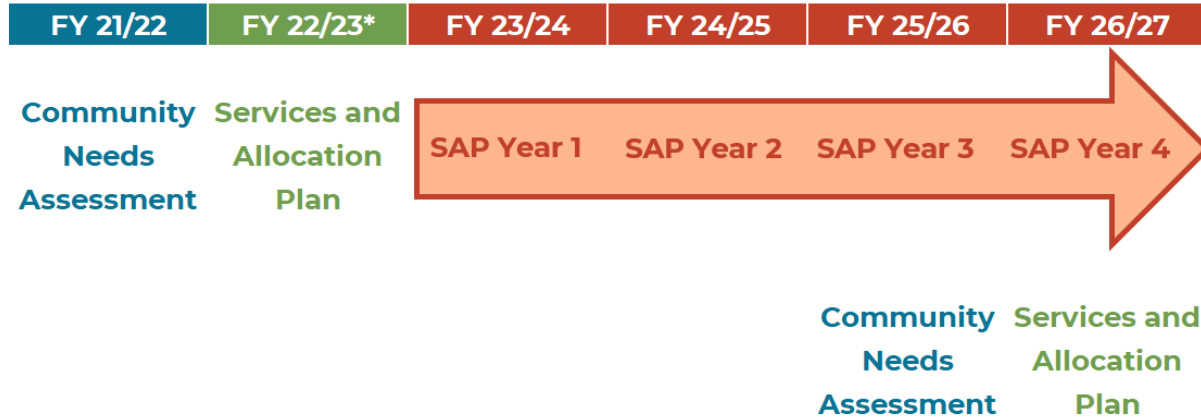 FY 21/22 FY 22/23* FY 23/24 FY 24/25 FY 25/26 FY 26/27
Community
Needs
Assessment
Services and
Allocation
Plan
SAP Year 1 SAP Year 2 SAP Year 3 SAP Year 4
Community
Needs
Assessment
Services and
Allocation
Plan